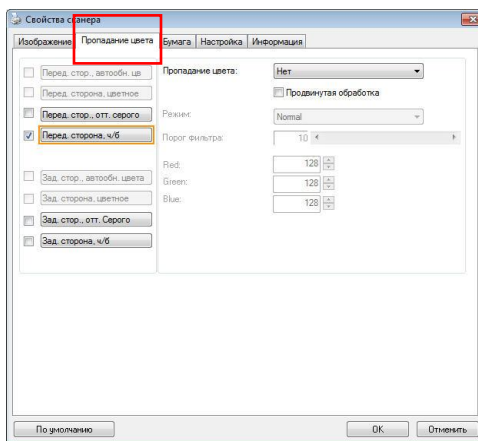 Свойства сканера
Изображение Пропадание цвета Бумага Настройка Информация
Перед. стор., автообн. цв Пропадание цвета: Нет
Перед. сторона, цветное Продвинутая обработка
Перед. стор., отт. серого Режим: Normal
Перед. сторона, ч/б Порог фильтра: 10
Red: 128
Зад. стор., автообн. цвета Green: 128
Зад. сторона, цветное Blue: 128
Зад. стор., отт. Серого
Зад. сторона, ч/б
По умолчанию OK Отменить